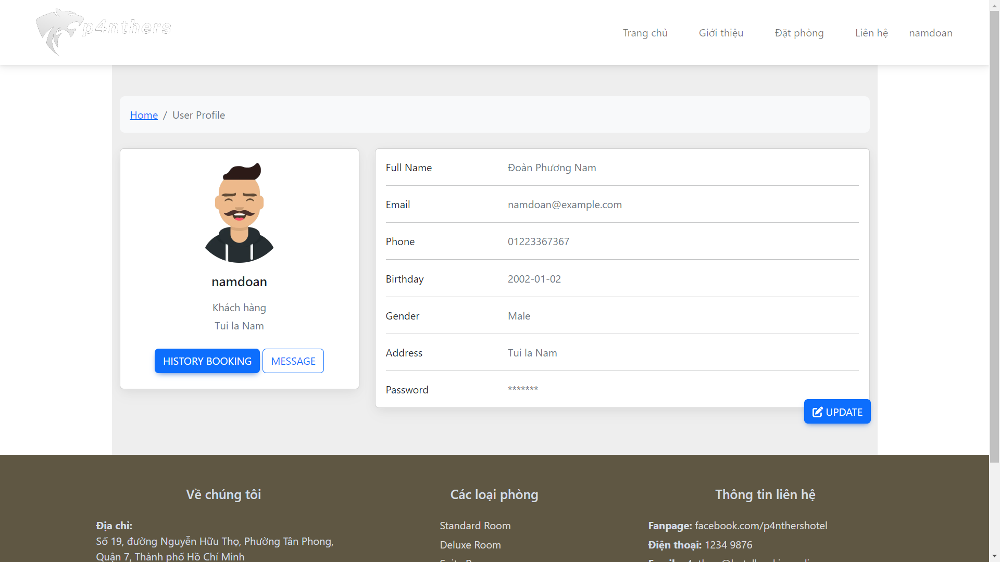 p4nthers
Trang chủ Giới thiệu Đặt phòng Liên hệ namdoan
Home / User Profile
namdoan
Khách hàng
Tui la Nam
HISTORY BOOKING MESSAGE
Full Name Đoàn Phương Nam
Email namdoan@example.com
Phone 01223367367
Birthday 2002-01-02
Gender Male
Address Tui la Nam
Password *******
UPDATE
Về chúng tôi
Địa chỉ:
Số 19, đường Nguyễn Hữu Thọ, Phường Tân Phong,
Quận 7, Thành phố Hồ Chí Minh
Các loại phòng
Standard Room
Deluxe Room
Thông tin liên hệ
Fanpage: facebook.com/p4nthershotel
Điện thoại: 1234 9876